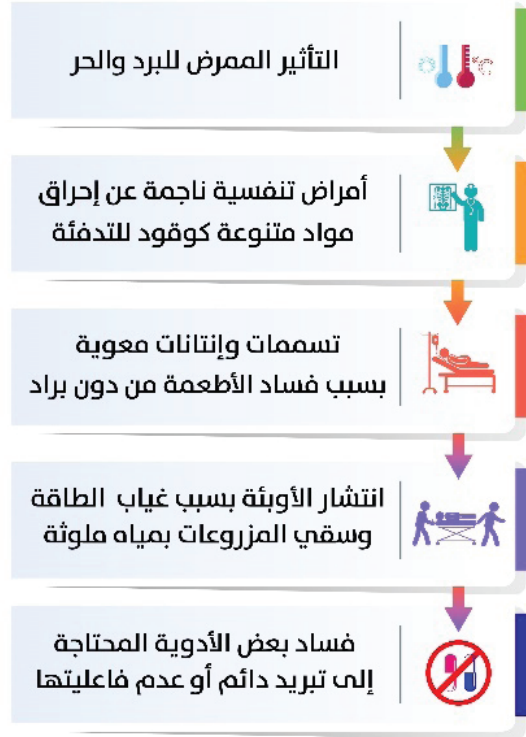 التأثير الممرض للبرد والحر
أمراض تنفسية ناجمة عن إحراق
مواد متنوعة كوقود للتدفئة
تسممات وإنتانات معوية
بسبب فساد الأطعمة من دون براد
انتشار الأوبئة بسبب غياب الطاقة
وسقي المزروعات بمياه ملوثة
فساد بعض الأدوية المحتاجة
إلى تبريد دائم أو عدم فاعليتها